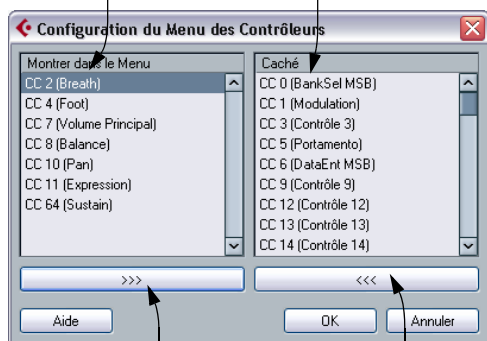 Configuration du Menu des Contrôleurs
Montrer dans le Menu
CC 2 (Breath)
CC 4 (Foot)
CC 7 (Volume Principal)
CC 8 (Balance)
CC 10 (Pan)
CC 11 (Expression)
CC 64 (Sustain)
Caché
CC 0 (BankSel MSB)
CC 1 (Modulation)
CC 3 (Contrôle 3)
CC 5 (Portamento)
CC 6 (DataEnt MSB)
CC 9 (Contrôle 9)
CC 12 (Contrôle 12)
CC 13 (Contrôle 13)
CC 14 (Contrôle 14)
>>>
<<<
Aide
OK
Annuler